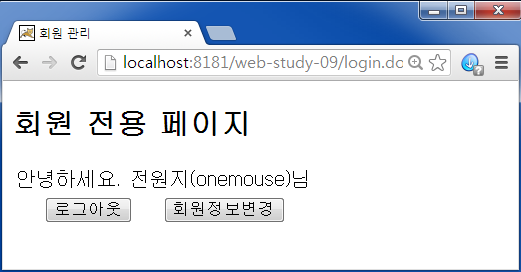 회원 관리
localhost:8181/web-study-09/login.do
회원 전용 페이지
안녕하세요. 전원지(onemouse)님
로그아웃 회원정보변경